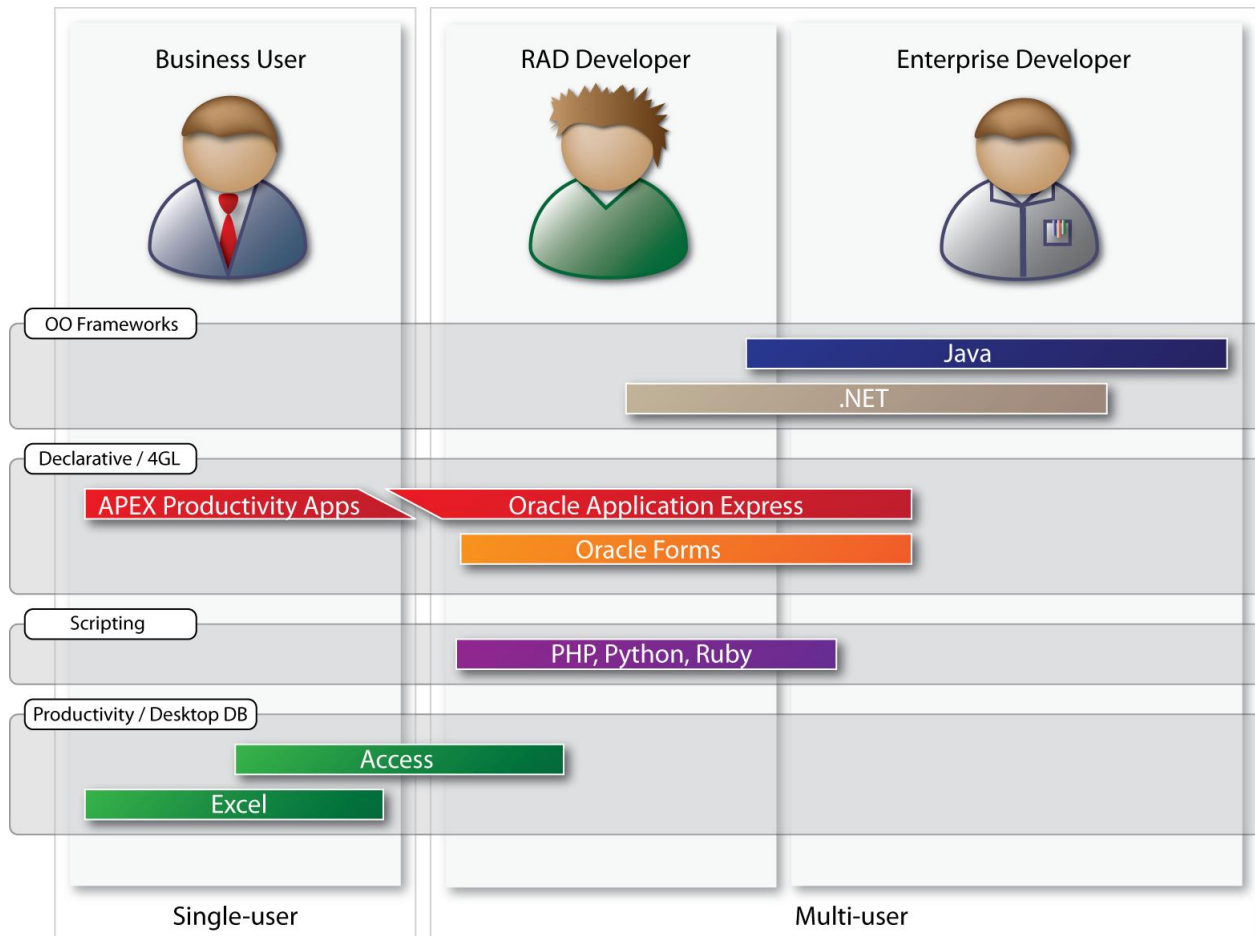 Business User
RAD Developer
Enterprise Developer
OO Frameworks
Java
.NET
Declarative / 4GL
APEX Productivity Apps
Oracle Application Express
Oracle Forms
Scripting
PHP, Python, Ruby
Productivity / Desktop DB
Access
Excel
Single-user
Multi-user